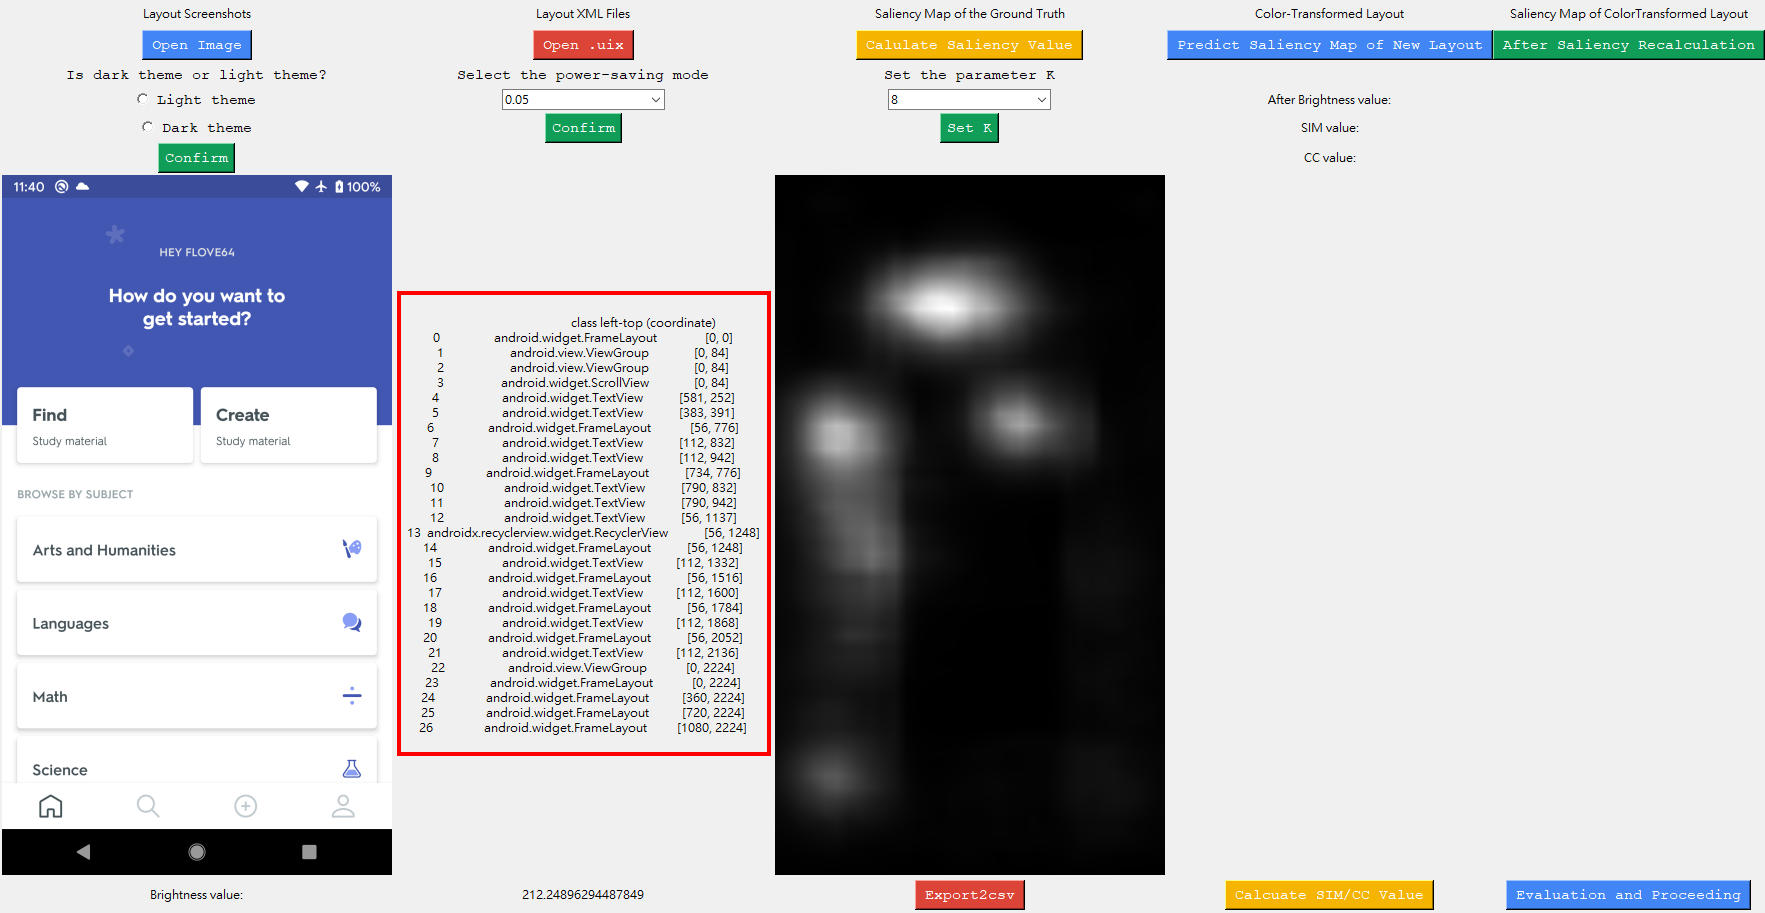 Layout Screenshots
Open Image
Is dark theme or light theme?
Light theme
Dark theme
Confirm
Layout XML Files
Open .uix
Select the power-saving mode
0.05
Confirm
Saliency Map of the Ground Truth
Calulate Saliency Value
Set the parameter K
8
Set K
Color-Transformed Layout
Predict Saliency Map of New Layout
After Brightness value:
SIM value:
CC value:
Saliency Map of ColorTransformed Layout
After Saliency Recalculation
11:40 100%
HEY FLOVE64
How do you want to
get started?
Find
Study material
Create
Study material
BROWSE BY SUBJECT
Arts and Humanities
Languages
Math
Science
class left-top (coordinate)
0 android.widget.FrameLayout [0, 0]
1 android.view.ViewGroup [0, 84]
2 android.view.ViewGroup [0, 84]
3 android.widget.ScrollView [0, 84]
4 android.widget.TextView [581, 252]
5 android.widget.TextView [383, 391]
6 android.widget.FrameLayout [56, 776]
7 android.widget.TextView [112, 832]
8 android.widget.TextView [112, 942]
9 android.widget.FrameLayout [734, 776]
10 android.widget.TextView [790, 832]
11 android.widget.TextView [790, 942]
12 android.widget.TextView [56, 1137]
13 androidx.recyclerview.widget.RecyclerView [56, 1248]
14 android.widget.FrameLayout [56, 1248]
15 android.widget.TextView [112, 1332]
16 android.widget.FrameLayout [56, 1516]
17 android.widget.TextView [112, 1600]
18 android.widget.FrameLayout [56, 1784]
19 android.widget.TextView [112, 1868]
20 android.widget.FrameLayout [56, 2052]
21 android.widget.TextView [112, 2136]
22 android.view.ViewGroup [0, 2224]
23 android.widget.FrameLayout [0, 2224]
24 android.widget.FrameLayout [360, 2224]
25 android.widget.FrameLayout [720, 2224]
26 android.widget.FrameLayout [1080, 2224]
Brightness value:
212.24896294487849
Export2csv
Calcuate SIM/CC Value
Evaluation and Proceeding